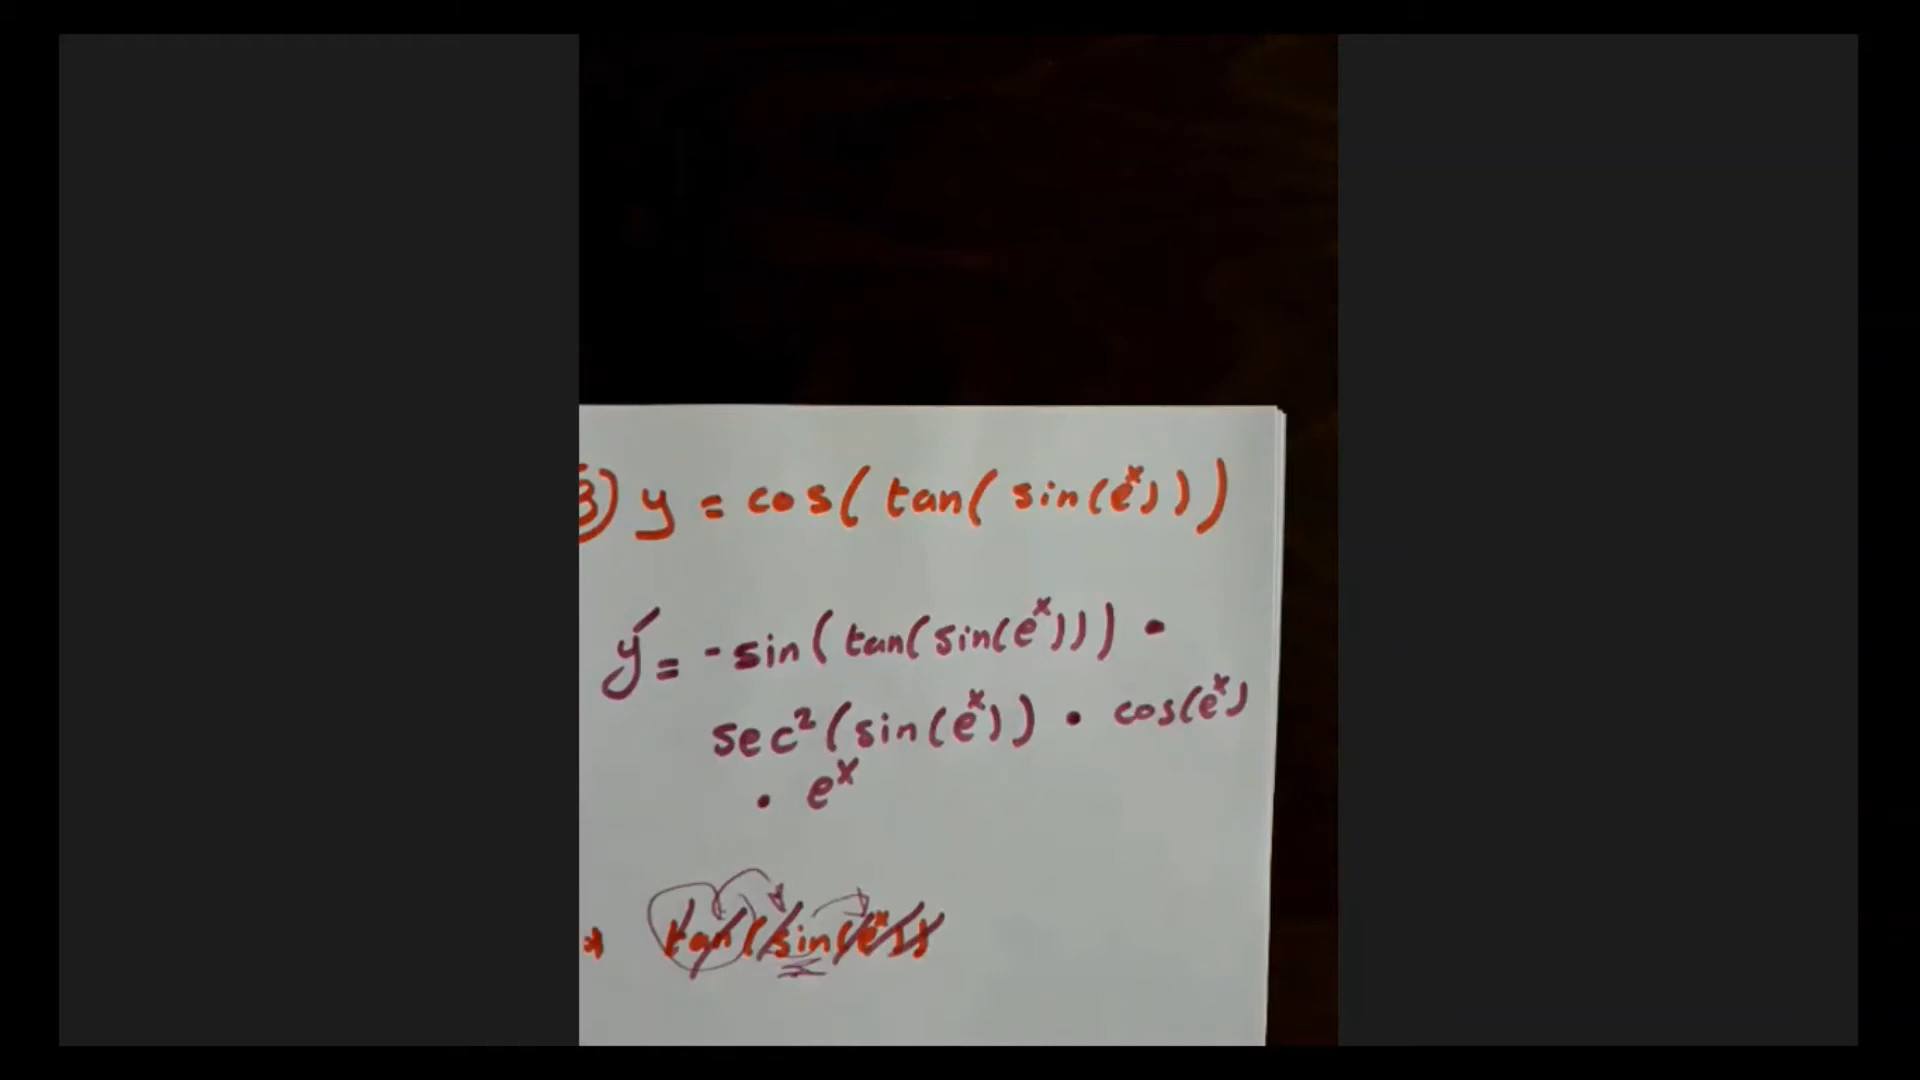 3) y = cos(tan(sin(eˣ)))
y′ = -sin(tan(sin(eˣ))) •
sec²(sin(eˣ)) • cos(eˣ)
• eˣ
* tan(sin(eˣ))